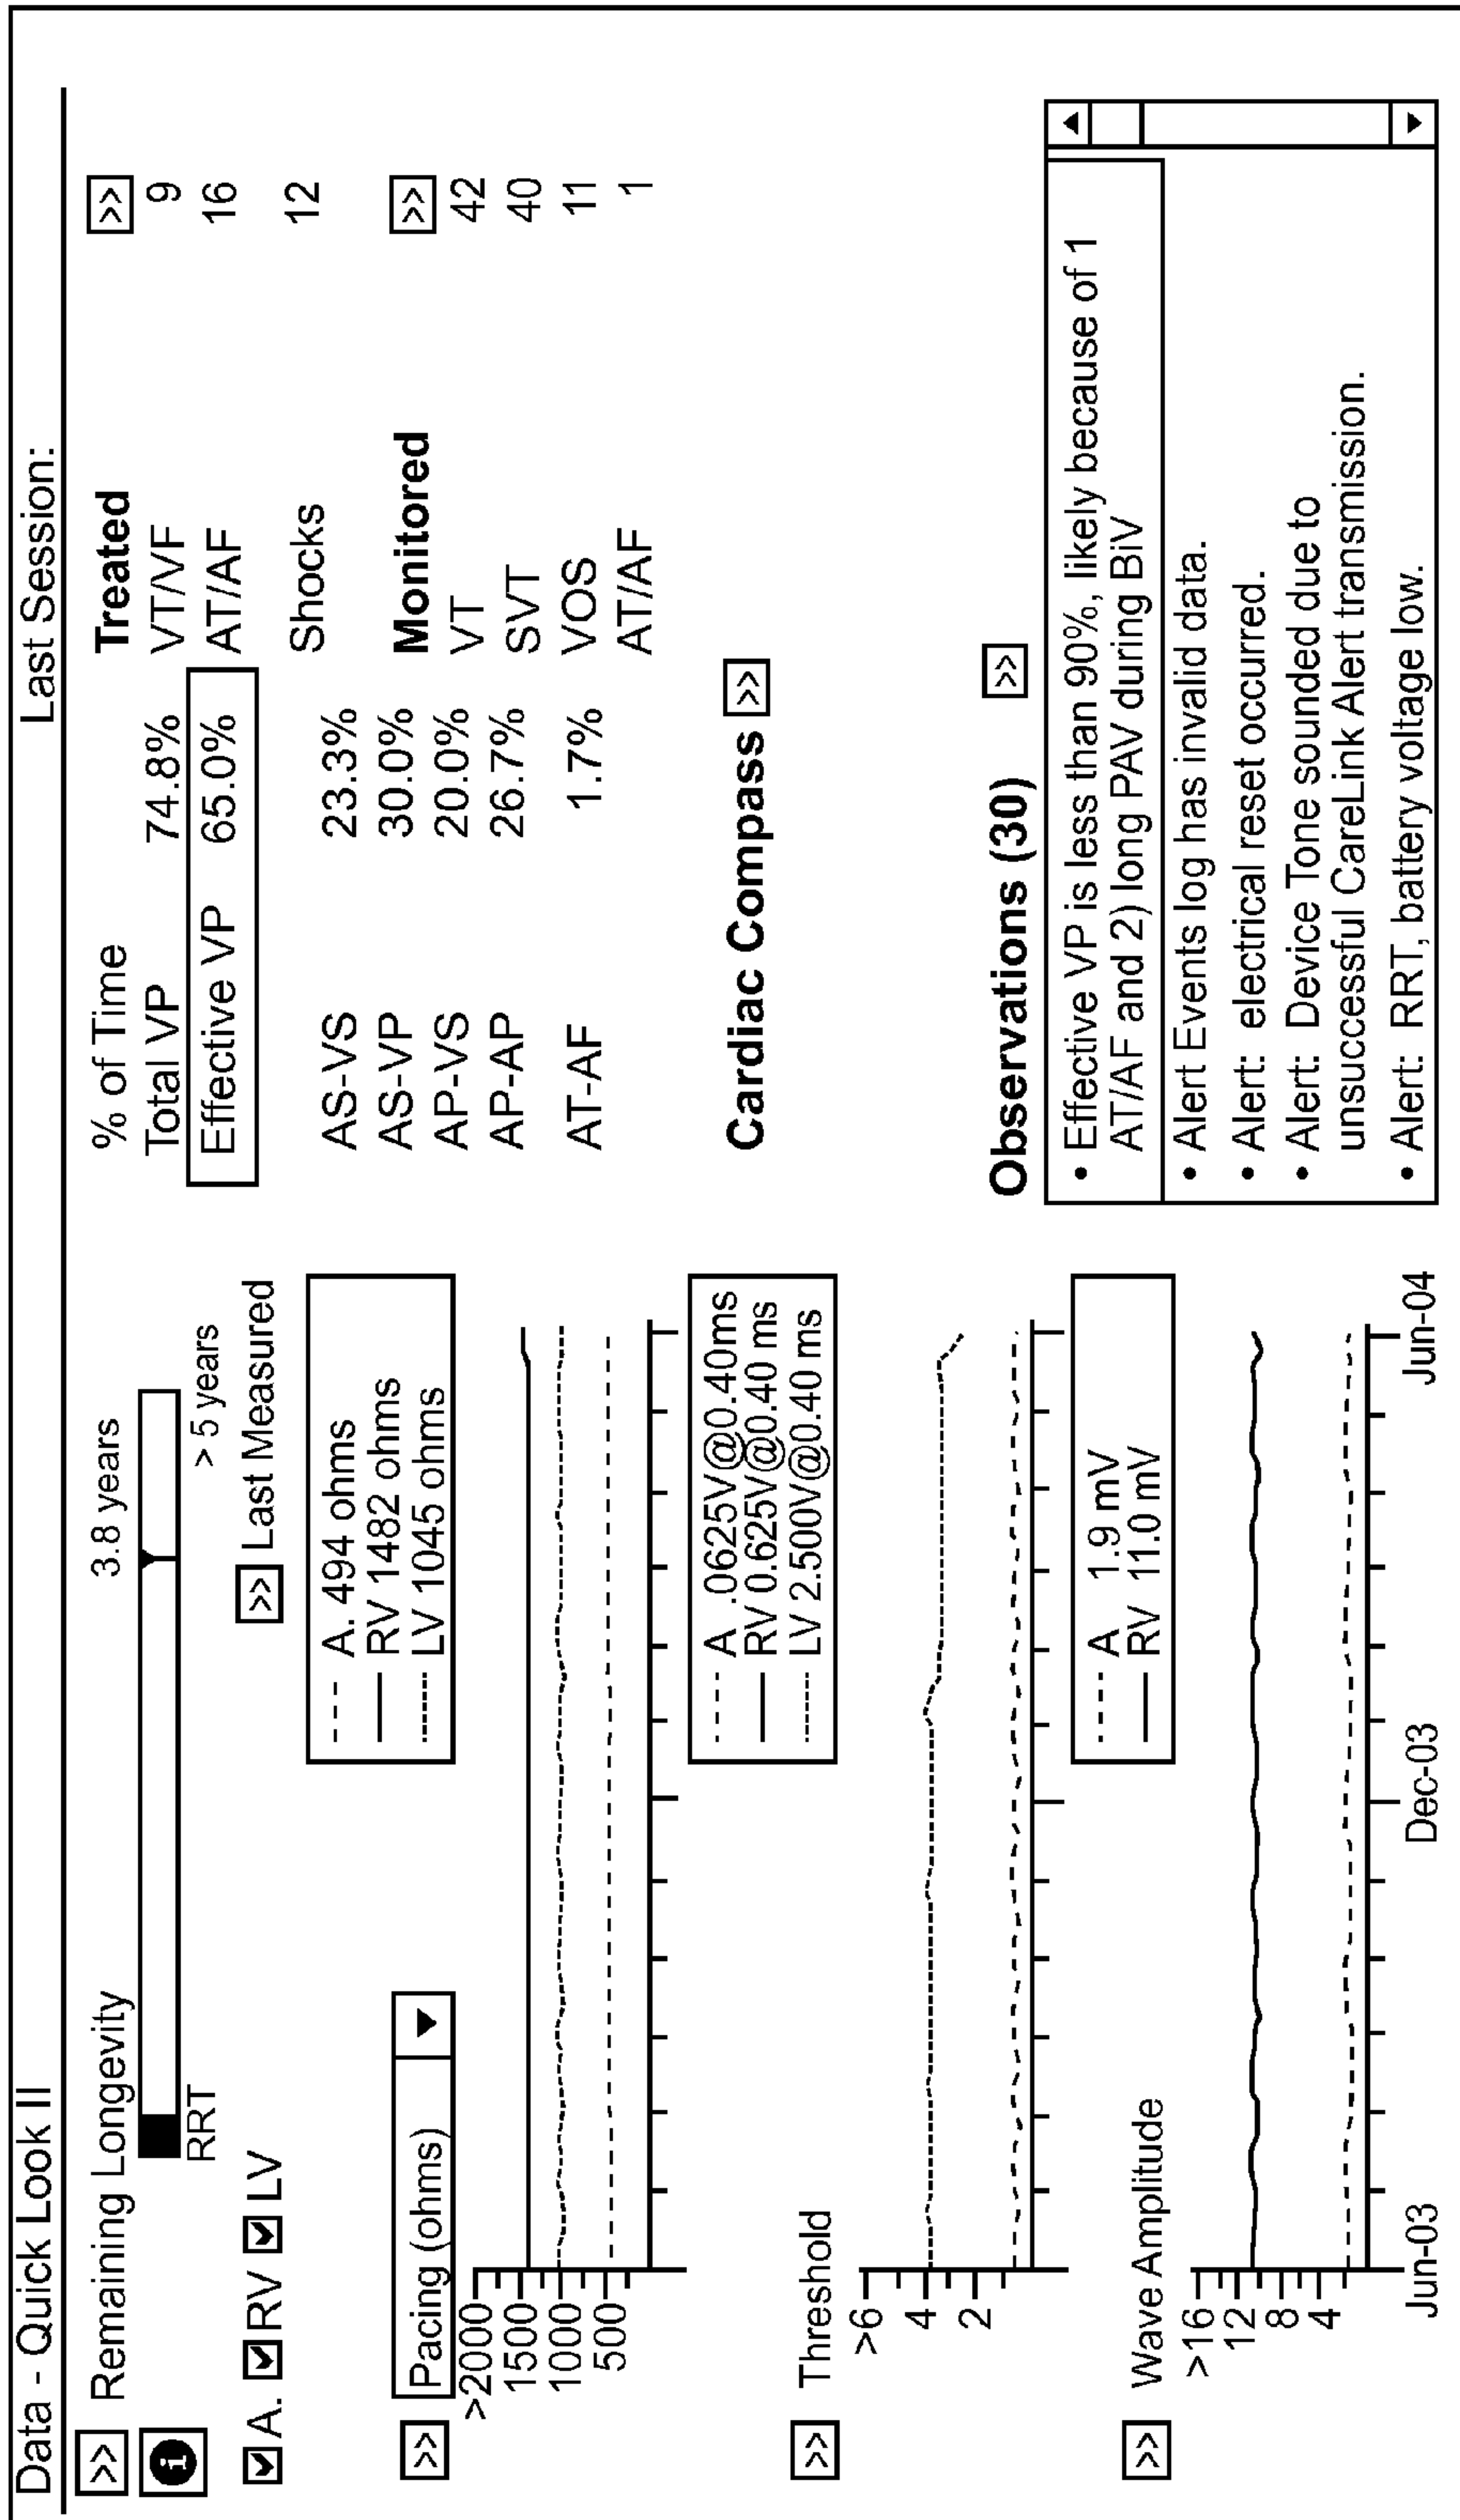 Data - Quick Look II
Last Session:
>> Remaining Longevity
3.8 years
i
RRT
> 5 years
A. RV LV
>> Last Measured
>> Pacing (ohms)
A. 494 ohms
RV 1482 ohms
LV 1045 ohms
>2000
1500
1000
500
>> Threshold
A .0625V@0.40ms
RV 0.625V@0.40 ms
LV 2.500V@0.40 ms
>6
4
2
>> Wave Amplitude
A 1.9 mV
RV 11.0 mV
>16
12
8
4
Jun-03
Dec-03
Jun-04
% of Time
Total VP 74.8%
Effective VP 65.0%
AS-VS 23.3%
AS-VP 30.0%
AP-VS 20.0%
AP-AP 26.7%
AT-AF 1.7%
Treated >>
VT/VF 9
AT/AF 16
Shocks 12
Monitored >>
VT 42
SVT 40
VOS 11
AT/AF 1
Cardiac Compass >>
Observations (30) >>
• Effective VP is less than 90%, likely because of 1
AT/AF and 2) long PAV during BiV
• Alert Events log has invalid data.
• Alert: electrical reset occurred.
• Alert: Device Tone sounded due to
unsuccessful CareLink Alert transmission.
• Alert: RRT, battery voltage low.